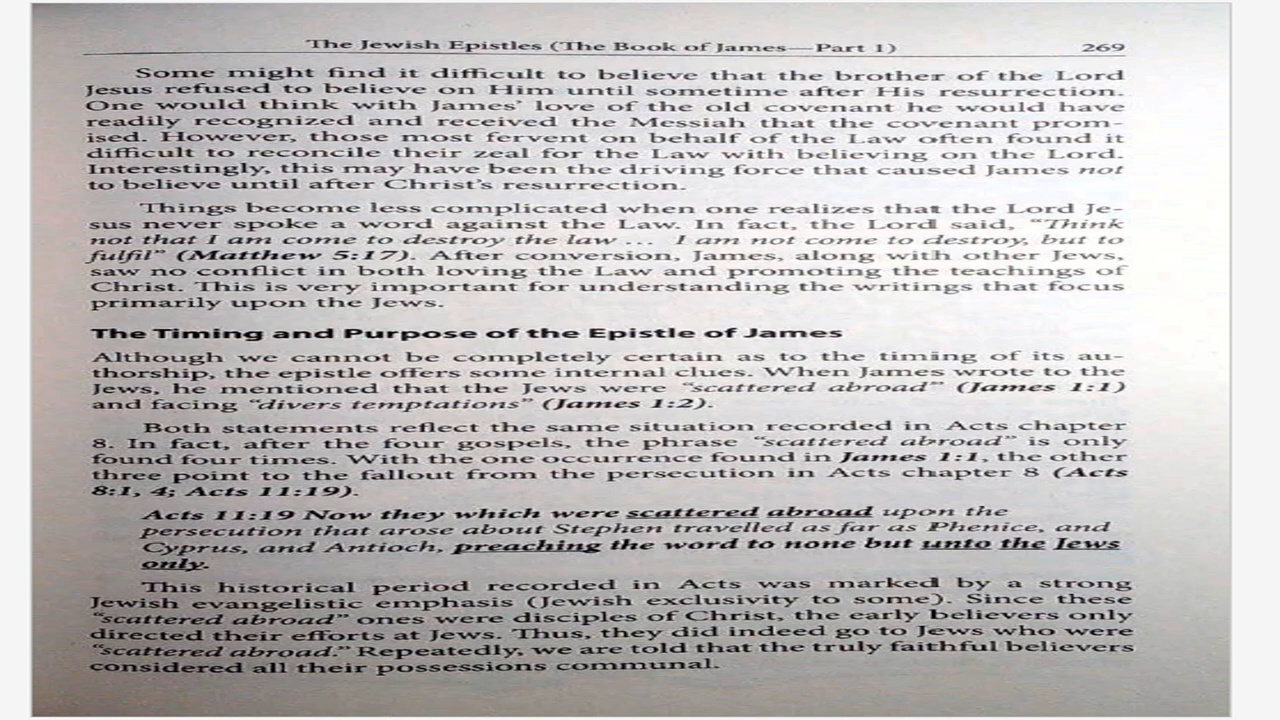 The Jewish Epistles (The Book of James—Part 1) 269
Some might find it difficult to believe that the brother of the Lord
Jesus refused to believe on Him until sometime after His resurrection.
One would think with James' love of the old covenant he would have
readily recognized and received the Messiah that the covenant prom-
ised. However, those most fervent on behalf of the Law often found it
difficult to reconcile their zeal for the Law with believing on the Lord.
Interestingly, this may have been the driving force that caused James not
to believe until after Christ's resurrection.
Things become less complicated when one realizes that the Lord Je-
sus never spoke a word against the Law. In fact, the Lord said, "Think
not that I am come to destroy the law ... I am not come to destroy, but to
fulfil" (Matthew 5:17). After conversion, James, along with other Jews,
saw no conflict in both loving the Law and promoting the teachings of
Christ. This is very important for understanding the writings that focus
primarily upon the Jews.
The Timing and Purpose of the Epistle of James
Although we cannot be completely certain as to the timing of its au-
thorship, the epistle offers some internal clues. When James wrote to the
Jews, he mentioned that the Jews were "scattered abroad" (James 1:1)
and facing "divers temptations" (James 1:2).
Both statements reflect the same situation recorded in Acts chapter
8. In fact, after the four gospels, the phrase "scattered abroad" is only
found four times. With the one occurrence found in James 1:1, the other
three point to the fallout from the persecution in Acts chapter 8 (Acts
8:1, 4; Acts 11:19).
Acts 11:19 Now they which were scattered abroad upon the
persecution that arose about Stephen travelled as far as Phenice, and
Cyprus, and Antioch, preaching the word to none but unto the Jews
only.
This historical period recorded in Acts was marked by a strong
Jewish evangelistic emphasis (Jewish exclusivity to some). Since these
"scattered abroad" ones were disciples of Christ, the early believers only
directed their efforts at Jews. Thus, they did indeed go to Jews who were
"scattered abroad." Repeatedly, we are told that the truly faithful believers
considered all their possessions communal.